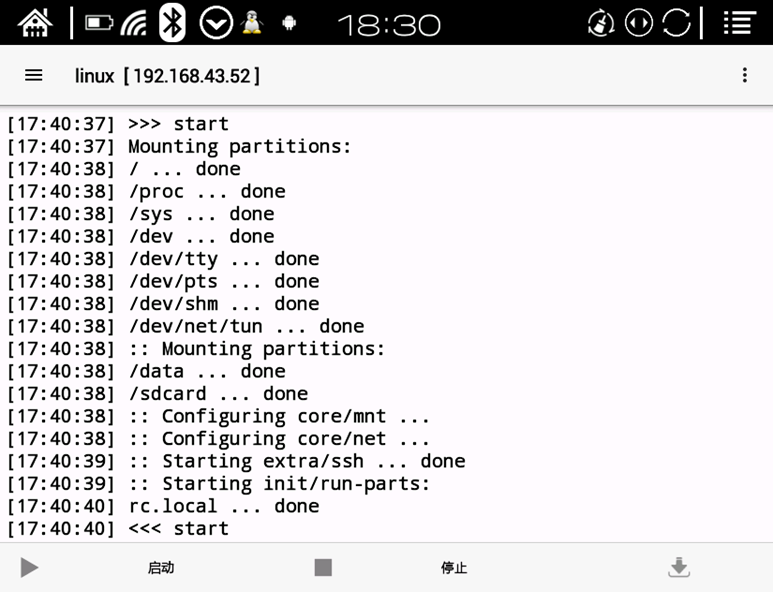 18:30
linux [ 192.168.43.52 ]
[17:40:37] >>> start
[17:40:37] Mounting partitions:
[17:40:38] / ... done
[17:40:38] /proc ... done
[17:40:38] /sys ... done
[17:40:38] /dev ... done
[17:40:38] /dev/tty ... done
[17:40:38] /dev/pts ... done
[17:40:38] /dev/shm ... done
[17:40:38] /dev/net/tun ... done
[17:40:38] :: Mounting partitions:
[17:40:38] /data ... done
[17:40:38] /sdcard ... done
[17:40:38] :: Configuring core/mnt ...
[17:40:38] :: Configuring core/net ...
[17:40:39] :: Starting extra/ssh ... done
[17:40:39] :: Starting init/run-parts:
[17:40:40] rc.local ... done
[17:40:40] <<< start
启动 停止